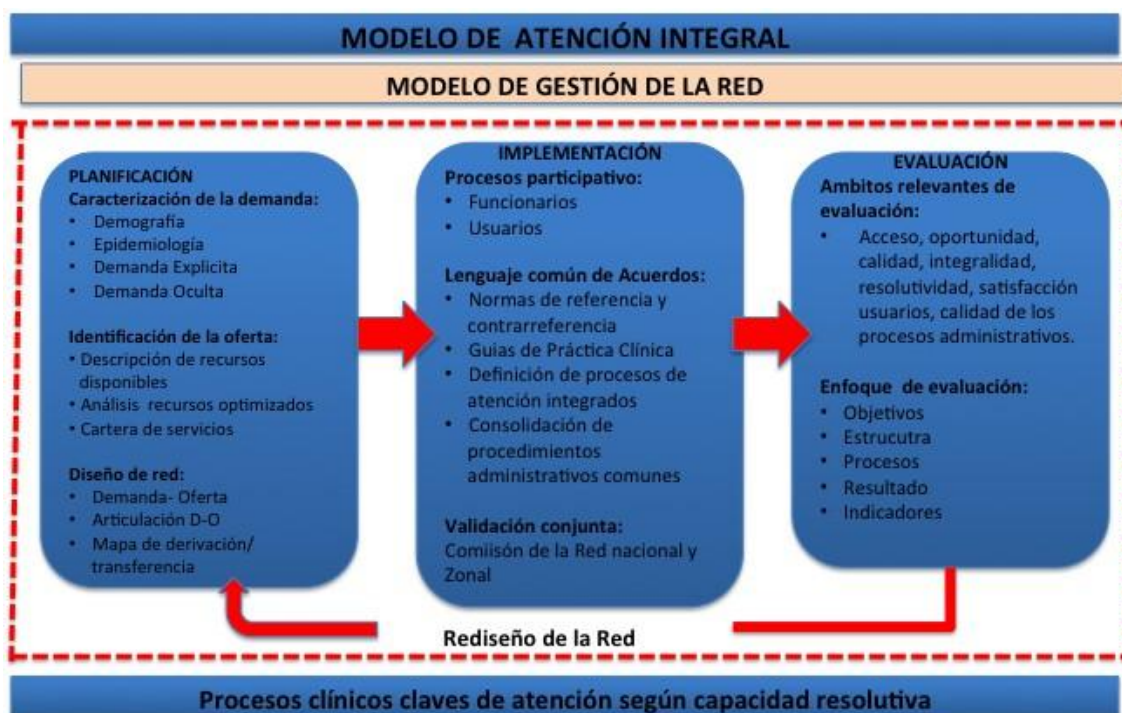 MODELO DE ATENCIÓN INTEGRAL
MODELO DE GESTIÓN DE LA RED
PLANIFICACIÓN
Caracterización de la demanda:
• Demografía
• Epidemiología
• Demanda Explicita
• Demanda Oculta
Identificación de la oferta:
• Descripción de recursos
disponibles
• Análisis recursos optimizados
• Cartera de servicios
Diseño de red:
• Demanda- Oferta
• Articulación D-O
• Mapa de derivación/
transferencia
IMPLEMENTACIÓN
Procesos participativo:
• Funcionarios
• Usuarios
Lenguaje común de Acuerdos:
• Normas de referencia y
contrarreferencia
• Guias de Práctica Clínica
• Definición de procesos de
atención integrados
• Consolidación de
procedimientos
administrativos comunes
Validación conjunta:
Comiisón de la Red nacional y
Zonal
EVALUACIÓN
Ambitos relevantes de
evaluación:
• Acceso, oportunidad,
calidad, integralidad,
resolutividad, satisfacción
usuarios, calidad de los
procesos administrativos.
Enfoque de evaluación:
• Objetivos
• Estrucutra
• Procesos
• Resultado
• Indicadores
Rediseño de la Red
Procesos clínicos claves de atención según capacidad resolutiva